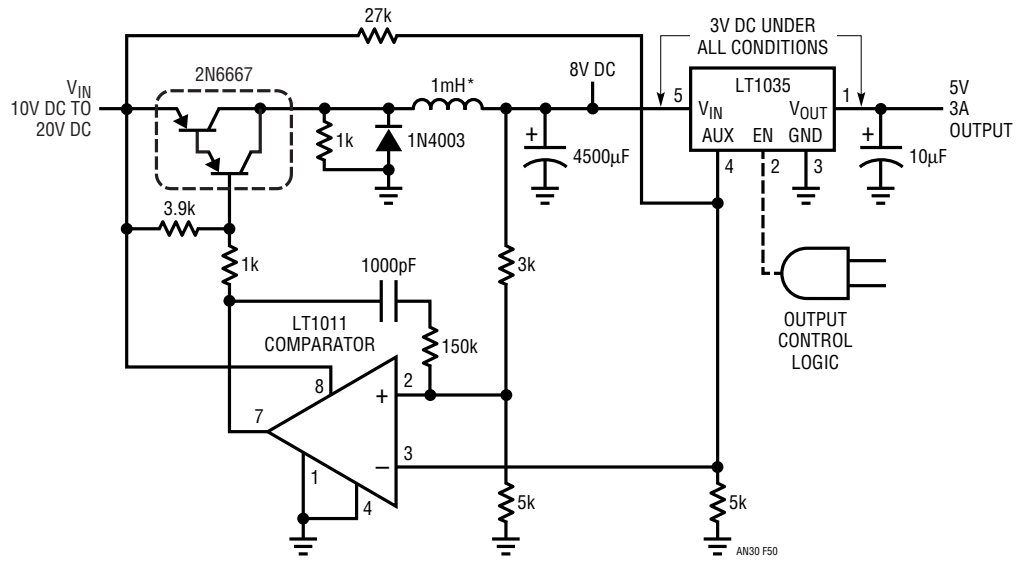 27k
3V DC UNDER
ALL CONDITIONS
2N6667
V_IN
10V DC TO
20V DC
1mH*
8V DC
5
LT1035
V_IN
V_OUT
AUX
EN
GND
1
5V
3A
OUTPUT
1k
1N4003
+
4500µF
4
2
3
+
10µF
3.9k
1k
1000pF
3k
LT1011
COMPARATOR
150k
OUTPUT
CONTROL
LOGIC
8
2
+
7
3
–
1
4
5k
5k
AN30 F50